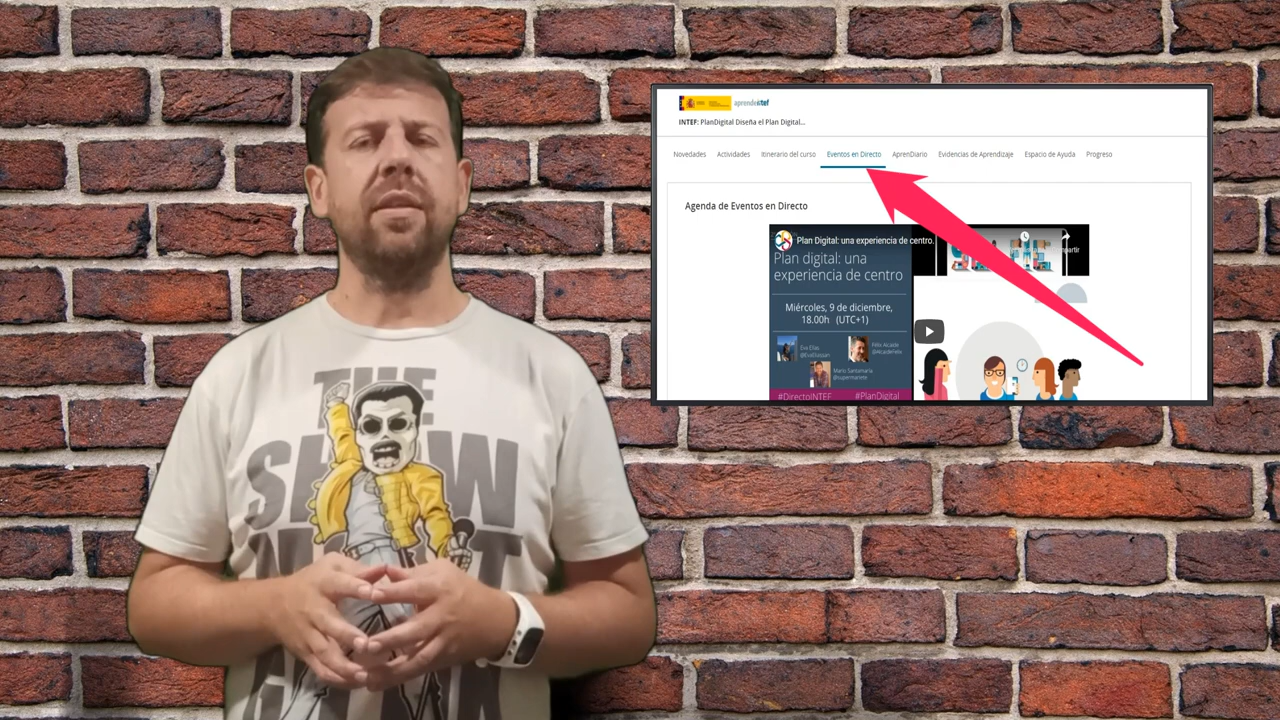 aprendeintef
INTEF: PlanDigital Diseña el Plan Digital...
Novedades Actividades Itinerario del curso Eventos en Directo AprenDiario Evidencias de Aprendizaje Espacio de Ayuda Progreso
Agenda de Eventos en Directo
Plan Digital: una experiencia de centro.
Plan digital: una
experiencia de centro
Miércoles, 9 de diciembre,
18.00h (UTC+1)
Eva Elías
Félix Alcaide
@AlcaideFelix
Mario Santamaría
@supermartete
#DirectoINTEF #PlanDigital
THE
SHOW